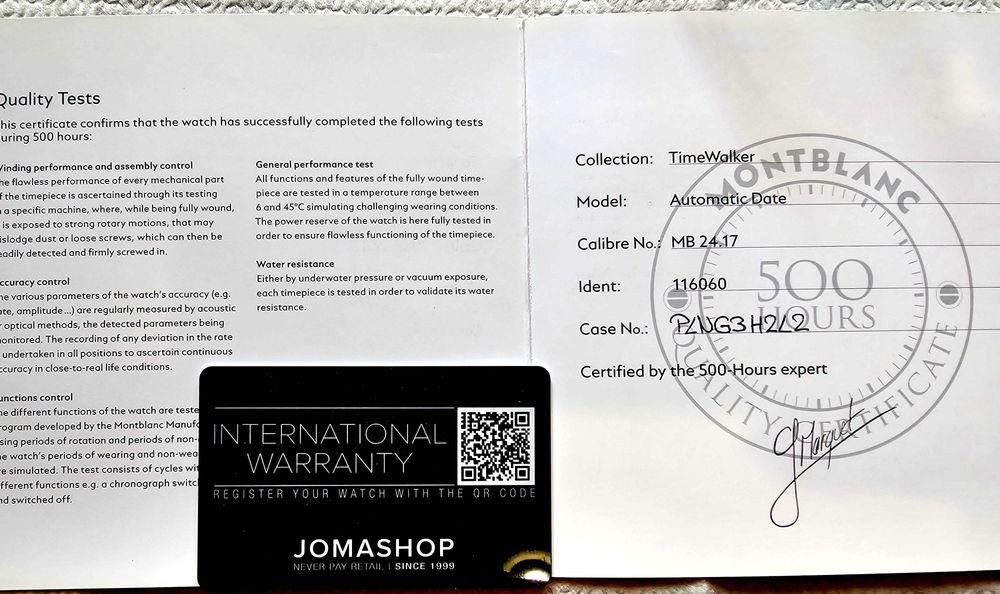 Quality Tests
his certificate confirms that the watch has successfully completed the following tests
uring 500 hours:
Winding performance and assembly control
he flawless performance of every mechanical part
f the timepiece is ascertained through its testing
a specific machine, where, while being fully wound,
is exposed to strong rotary motions, that may
islodge dust or loose screws, which can then be
eadily detected and firmly screwed in.
ccuracy control
he various parameters of the watch's accuracy (e.g.
ate, amplitude...) are regularly measured by acoustic
r optical methods, the detected parameters being
onitored. The recording of any deviation in the rate
undertaken in all positions to ascertain continuous
ccuracy in close-to-real life conditions.
unctions control
he different functions of the watch are teste
rogram developed by the Montblanc Manufa
sing periods of rotation and periods of non-
he watch's periods of wearing and non-wea
re simulated. The test consists of cycles wi
fferent functions e.g. a chronograph switc
nd switched off.
General performance test
All functions and features of the fully wound time-
piece are tested in a temperature range between
6 and 45°C simulating challenging wearing conditions.
The power reserve of the watch is here fully tested in
order to ensure flawless functioning of the timepiece.
Water resistance
Either by underwater pressure or vacuum exposure,
each timepiece is tested in order to validate its water
resistance.
INTERNATIONAL
WARRANTY
REGISTER YOUR WATCH WITH THE QR CODE
JOMASHOP
NEVER PAY RETAIL | SINCE 1999
Collection: TimeWalker
Model: Automatic Date
Calibre No.: MB 24.17
Ident: 116060
Case No.: PLUG3H2L2
Certified by the 500-Hours expert
MONTBLANC
500
HOURS
QUALITY CERTIFICATE